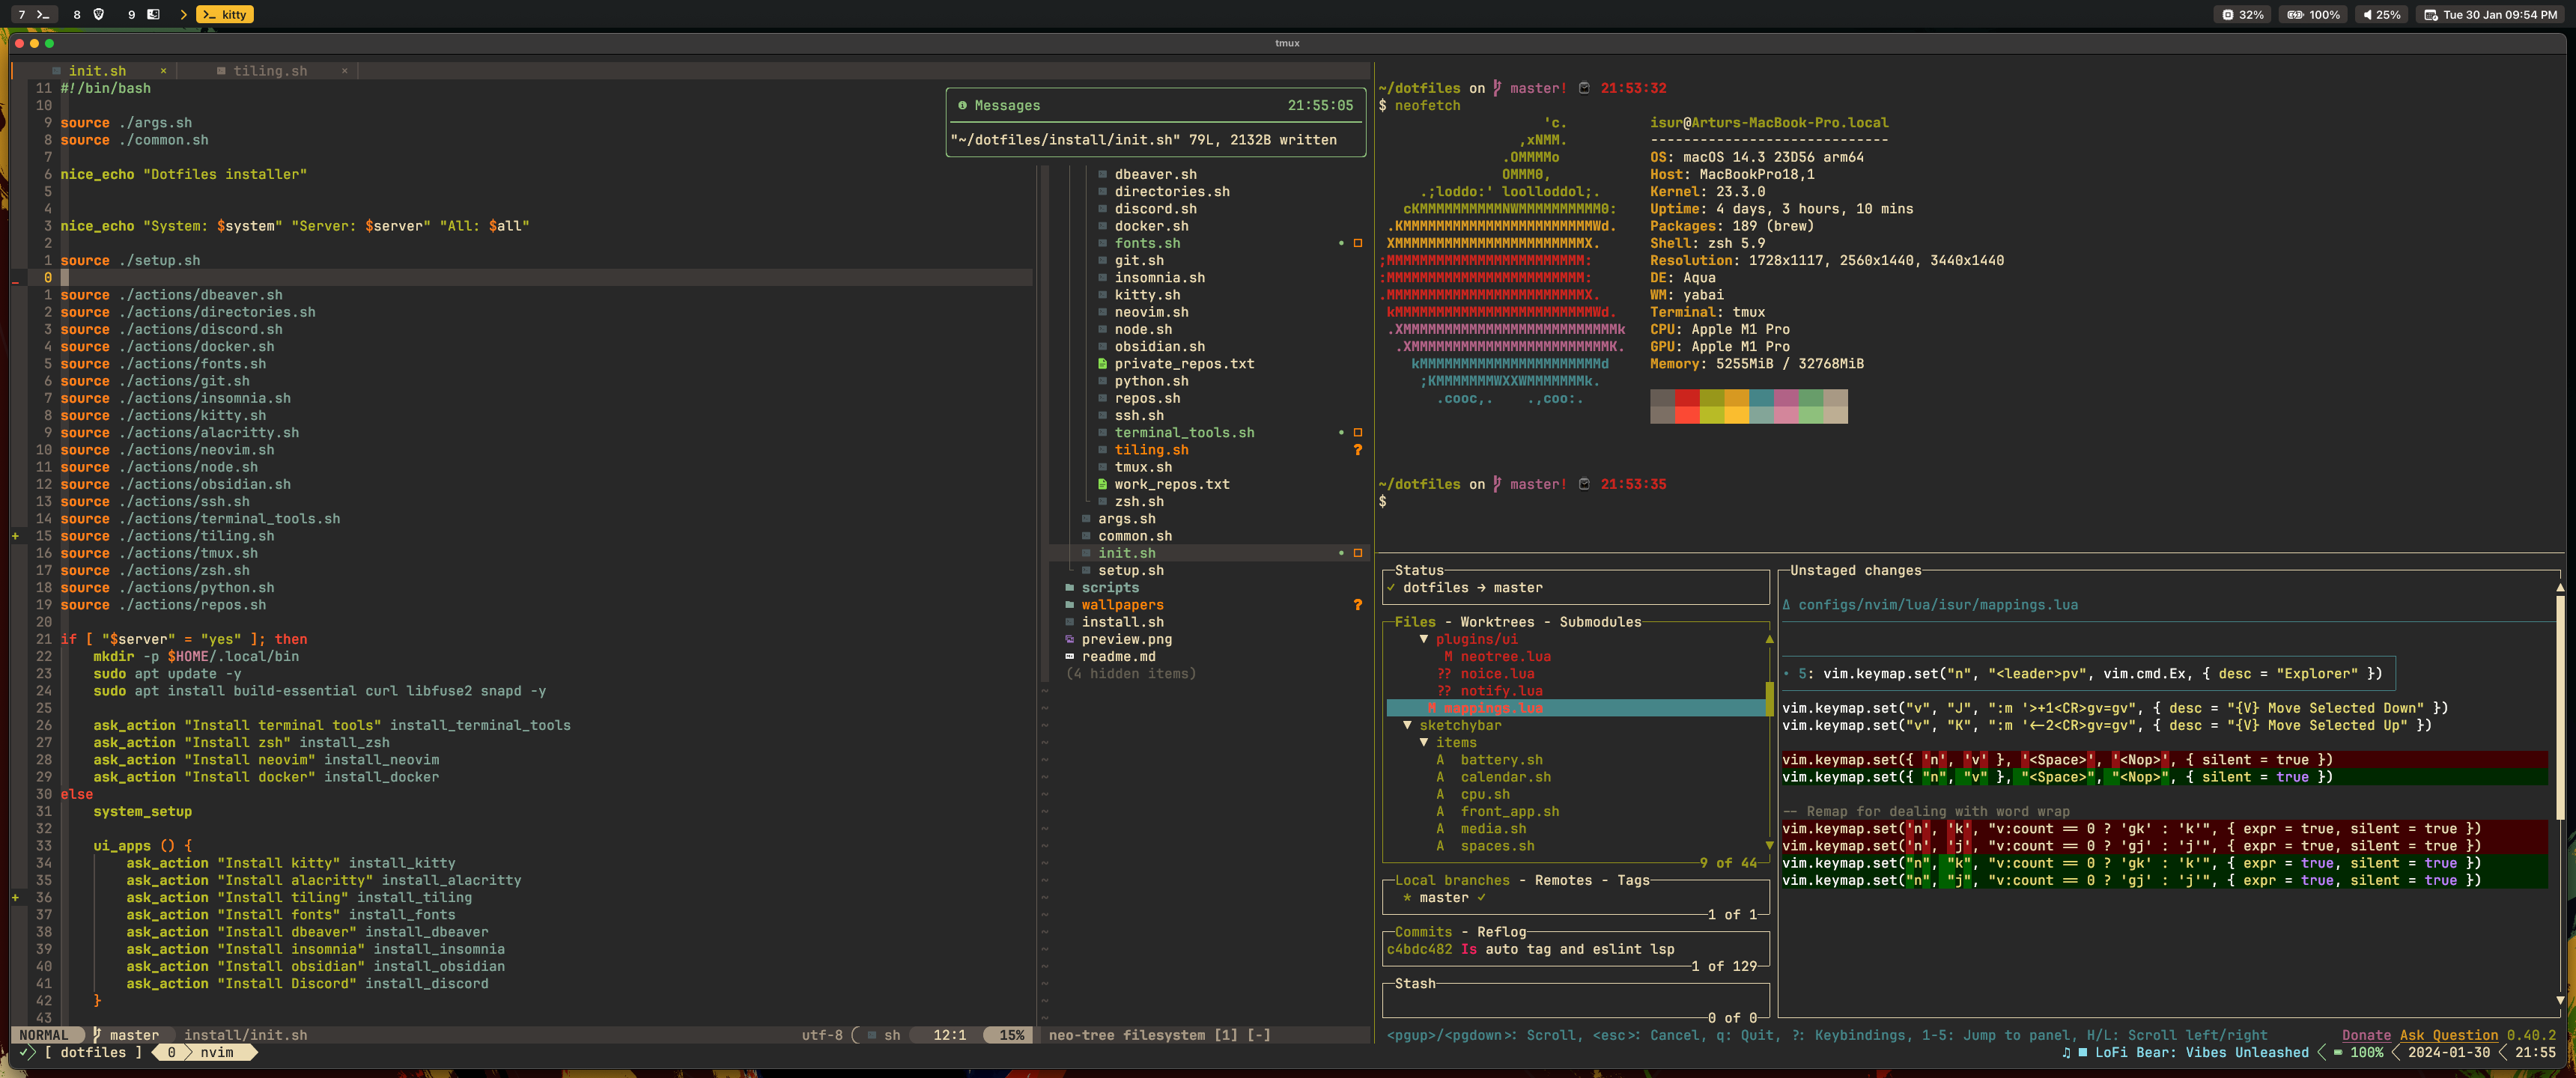 7 8 9 kitty 32% 100% 25% Tue 30 Jan 09:54 PM
tmux
init.sh × tiling.sh ×
11 #!/bin/bash
10
9 source ./args.sh
8 source ./common.sh
7
6 nice_echo "Dotfiles installer"
5
4
3 nice_echo "System: $system" "Server: $server" "All: $all"
2
1 source ./setup.sh
0
1 source ./actions/dbeaver.sh
2 source ./actions/directories.sh
3 source ./actions/discord.sh
4 source ./actions/docker.sh
5 source ./actions/fonts.sh
6 source ./actions/git.sh
7 source ./actions/insomnia.sh
8 source ./actions/kitty.sh
9 source ./actions/alacritty.sh
10 source ./actions/neovim.sh
11 source ./actions/node.sh
12 source ./actions/obsidian.sh
13 source ./actions/ssh.sh
14 source ./actions/terminal_tools.sh
+ 15 source ./actions/tiling.sh
16 source ./actions/tmux.sh
17 source ./actions/zsh.sh
18 source ./actions/python.sh
19 source ./actions/repos.sh
20
21 if [ "$server" = "yes" ]; then
22 mkdir -p $HOME/.local/bin
23 sudo apt update -y
24 sudo apt install build-essential curl libfuse2 snapd -y
25
26 ask_action "Install terminal tools" install_terminal_tools
27 ask_action "Install zsh" install_zsh
28 ask_action "Install neovim" install_neovim
29 ask_action "Install docker" install_docker
30 else
31 system_setup
32
33 ui_apps () {
34 ask_action "Install kitty" install_kitty
35 ask_action "Install alacritty" install_alacritty
+ 36 ask_action "Install tiling" install_tiling
37 ask_action "Install fonts" install_fonts
38 ask_action "Install dbeaver" install_dbeaver
39 ask_action "Install insomnia" install_insomnia
40 ask_action "Install obsidian" install_obsidian
41 ask_action "Install Discord" install_discord
42 }
43
NORMAL master install/init.sh utf-8 sh 12:1 15%
Messages 21:55:05
"~/dotfiles/install/init.sh" 79L, 2132B written
dbeaver.sh
directories.sh
discord.sh
docker.sh
fonts.sh
git.sh
insomnia.sh
kitty.sh
neovim.sh
node.sh
obsidian.sh
private_repos.txt
python.sh
repos.sh
ssh.sh
terminal_tools.sh
tiling.sh ?
tmux.sh
work_repos.txt
zsh.sh
args.sh
common.sh
init.sh
setup.sh
scripts
wallpapers ?
install.sh
preview.png
readme.md
(4 hidden items)
neo-tree filesystem [1] [-]
~/dotfiles on master! 21:53:32
$ neofetch
'c.
,xNMM.
.OMMMMo
OMMM0,
.;loddo:' loolloddol;.
cKMMMMMMMMMMNWMMMMMMMMMM0:
.KMMMMMMMMMMMMMMMMMMMMMMMWd.
XMMMMMMMMMMMMMMMMMMMMMMMX.
;MMMMMMMMMMMMMMMMMMMMMMMM:
:MMMMMMMMMMMMMMMMMMMMMMMM:
.MMMMMMMMMMMMMMMMMMMMMMMMX.
kMMMMMMMMMMMMMMMMMMMMMMMMWd.
.XMMMMMMMMMMMMMMMMMMMMMMMMMMk
.XMMMMMMMMMMMMMMMMMMMMMMMMK.
kMMMMMMMMMMMMMMMMMMMMMMd
;KMMMMMMMWXXWMMMMMMMk.
.cooc,. .,coo:.
isur@Arturs-MacBook-Pro.local
-----------------------------
OS: macOS 14.3 23D56 arm64
Host: MacBookPro18,1
Kernel: 23.3.0
Uptime: 4 days, 3 hours, 10 mins
Packages: 189 (brew)
Shell: zsh 5.9
Resolution: 1728x1117, 2560x1440, 3440x1440
DE: Aqua
WM: yabai
Terminal: tmux
CPU: Apple M1 Pro
GPU: Apple M1 Pro
Memory: 5255MiB / 32768MiB
~/dotfiles on master! 21:53:35
$
Status
✓ dotfiles → master
Files - Worktrees - Submodules
▼ plugins/ui
M neotree.lua
?? noice.lua
?? notify.lua
M mappings.lua
▼ sketchybar
▼ items
A battery.sh
A calendar.sh
A cpu.sh
A front_app.sh
A media.sh
A spaces.sh
9 of 44
Local branches - Remotes - Tags
* master ✓
1 of 1
Commits - Reflog
c4bdc482 Is auto tag and eslint lsp
1 of 129
Stash
0 of 0
Unstaged changes
Δ configs/nvim/lua/isur/mappings.lua
• 5: vim.keymap.set("n", "<leader>pv", vim.cmd.Ex, { desc = "Explorer" })
vim.keymap.set("v", "J", ":m '>+1<CR>gv=gv", { desc = "{V} Move Selected Down" })
vim.keymap.set("v", "K", ":m '<-2<CR>gv=gv", { desc = "{V} Move Selected Up" })
vim.keymap.set({ 'n', 'v' }, '<Space>', '<Nop>', { silent = true })
vim.keymap.set({ "n", "v" }, "<Space>", "<Nop>", { silent = true })
-- Remap for dealing with word wrap
vim.keymap.set('n', 'k', "v:count == 0 ? 'gk' : 'k'", { expr = true, silent = true })
vim.keymap.set('n', 'j', "v:count == 0 ? 'gj' : 'j'", { expr = true, silent = true })
vim.keymap.set("n", "k", "v:count == 0 ? 'gk' : 'k'", { expr = true, silent = true })
vim.keymap.set("n", "j", "v:count == 0 ? 'gj' : 'j'", { expr = true, silent = true })
<pgup>/<pgdown>: Scroll, <esc>: Cancel, q: Quit, ?: Keybindings, 1-5: Jump to panel, H/L: Scroll left/right Donate Ask Question 0.40.2
[ dotfiles ] 0 nvim ♫ LoFi Bear: Vibes Unleashed 100% 2024-01-30 21:55